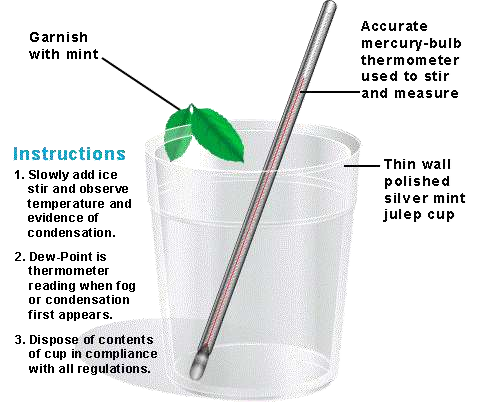 Garnish
with mint
Accurate
mercury-bulb
thermometer
used to stir
and measure
Thin wall
polished
silver mint
julep cup
Instructions
1. Slowly add ice
stir and observe
temperature and
evidence of
condensation.
2. Dew-Point is
thermometer
reading when fog
or condensation
first appears.
3. Dispose of contents
of cup in compliance
with all regulations.